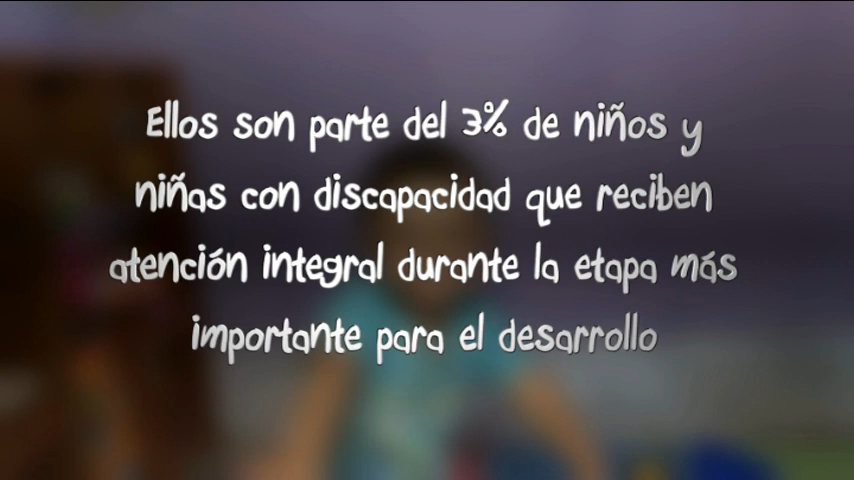 Ellos son parte del 3% de niños y
niñas con discapacidad que reciben
atención integral durante la etapa más
importante para el desarrollo